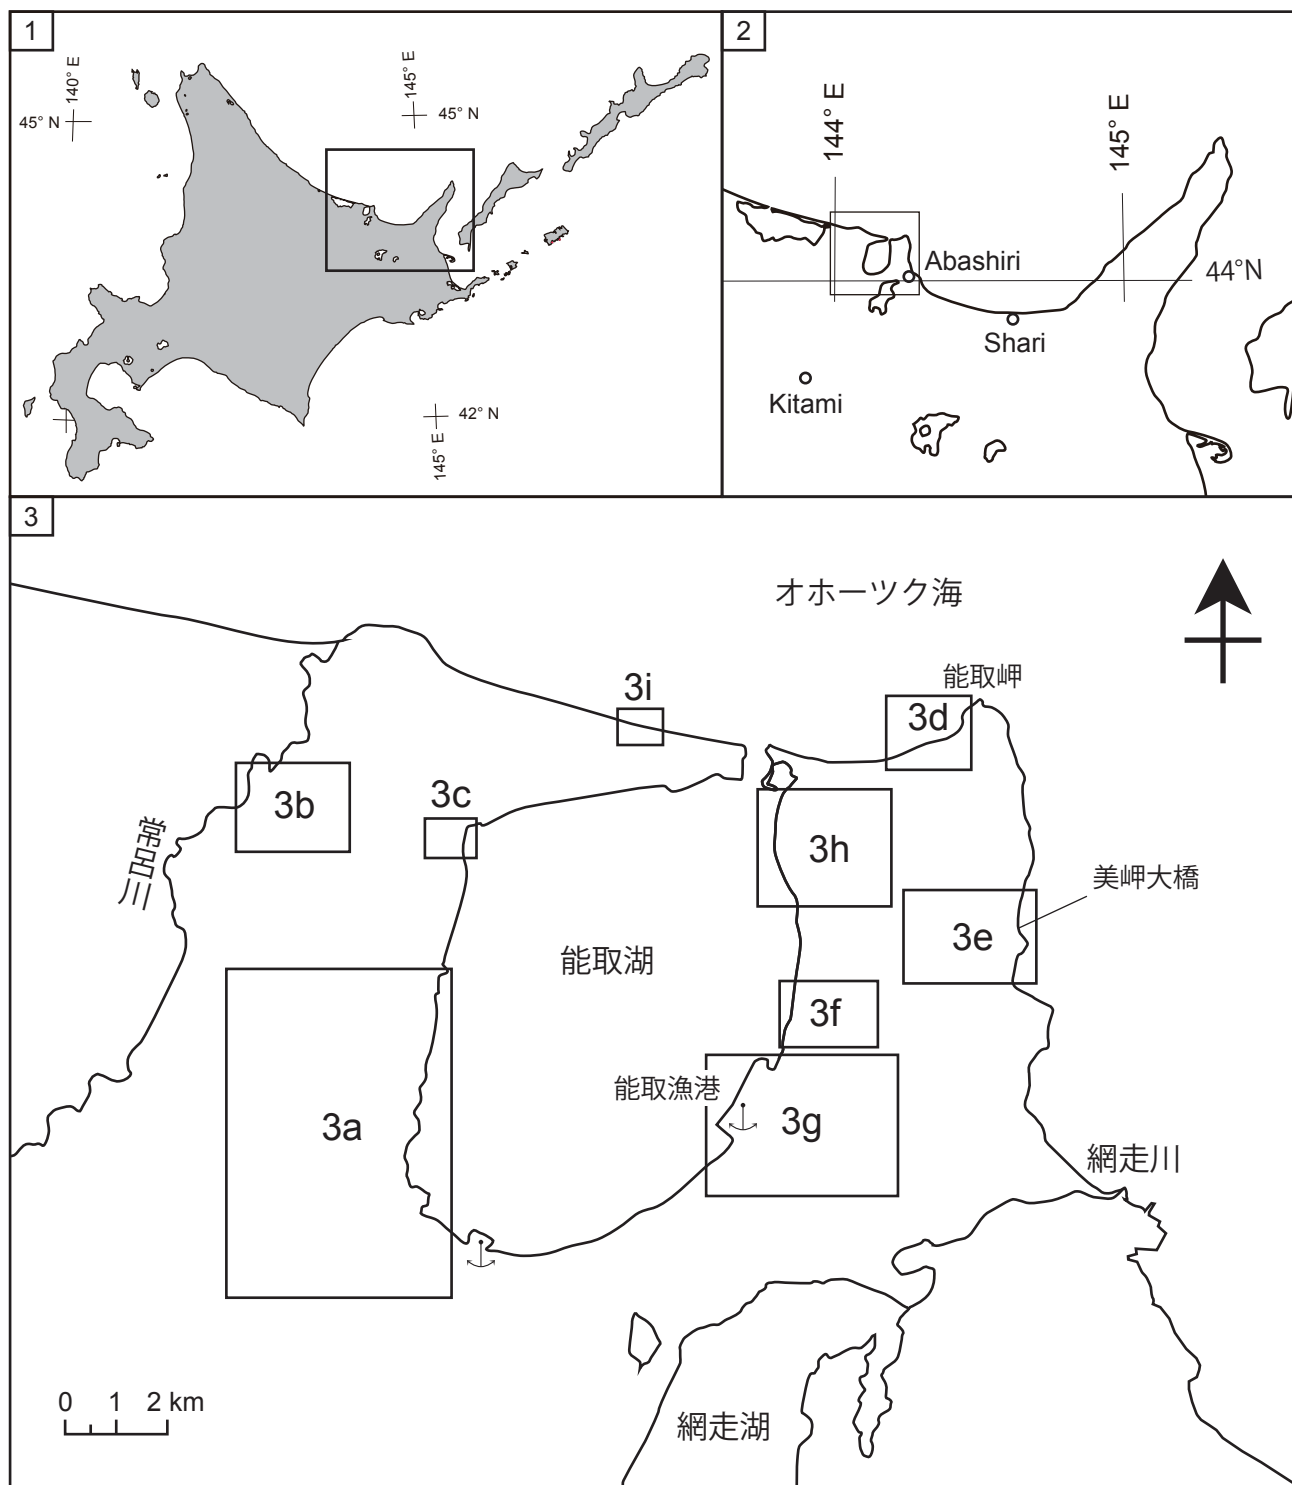 1
140° E
45° N
145° E
45° N
42° N
145° E
2
144° E
145° E
Abashiri
44°N
Shari
Kitami
3
オホーツク海
能取岬
3i
3d
3b
3c
常呂川
3h
美岬大橋
3e
能取湖
3f
能取漁港
3a
3g
網走川
0 1 2 km
網走湖